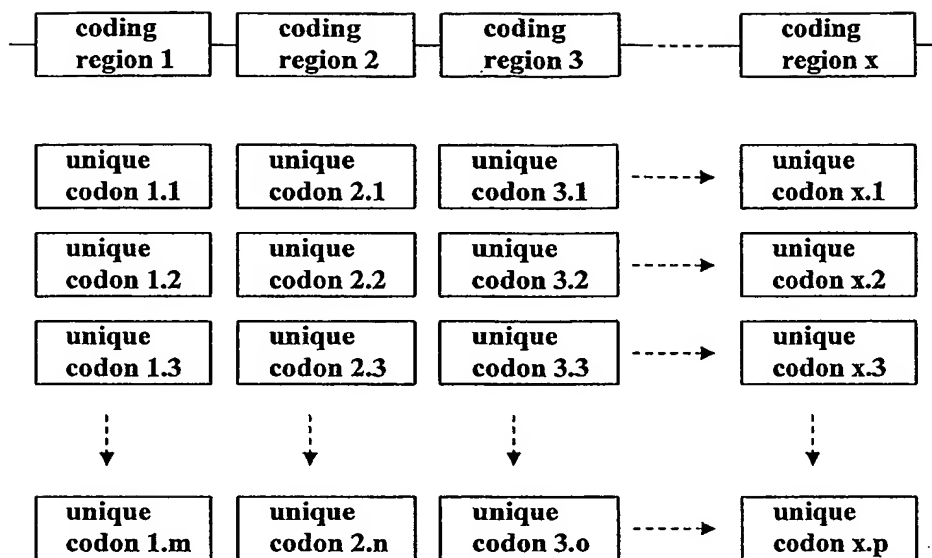 coding region 1
coding region 2
coding region 3
coding region x
unique codon 1.1
unique codon 2.1
unique codon 3.1
unique codon x.1
unique codon 1.2
unique codon 2.2
unique codon 3.2
unique codon x.2
unique codon 1.3
unique codon 2.3
unique codon 3.3
unique codon x.3
unique codon 1.m
unique codon 2.n
unique codon 3.o
unique codon x.p